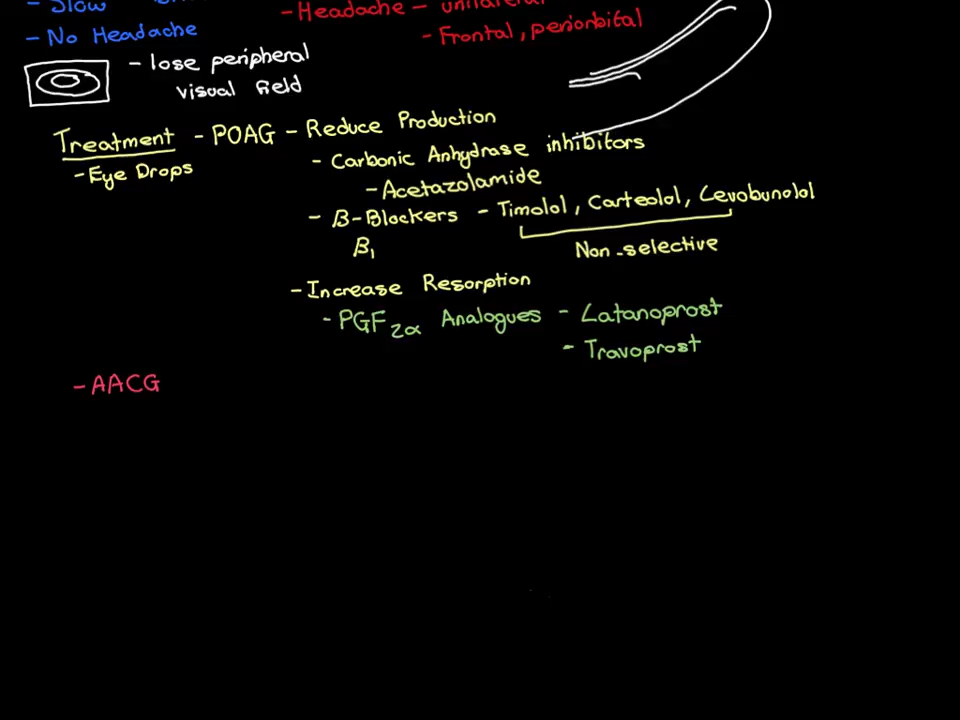 - Slow
- Headache - unilateral
- No Headache
- Frontal, periorbital
- lose peripheral
visual field
Treatment - POAG - Reduce Production
- Eye Drops
- Carbonic Anhydrase inhibitors
- Acetazolamide
- β-Blockers - Timolol, Carteolol, Levobunolol
β1
Non-selective
- Increase Resorption
- PGF2α Analogues - Latanoprost
- Travoprost
- AACG